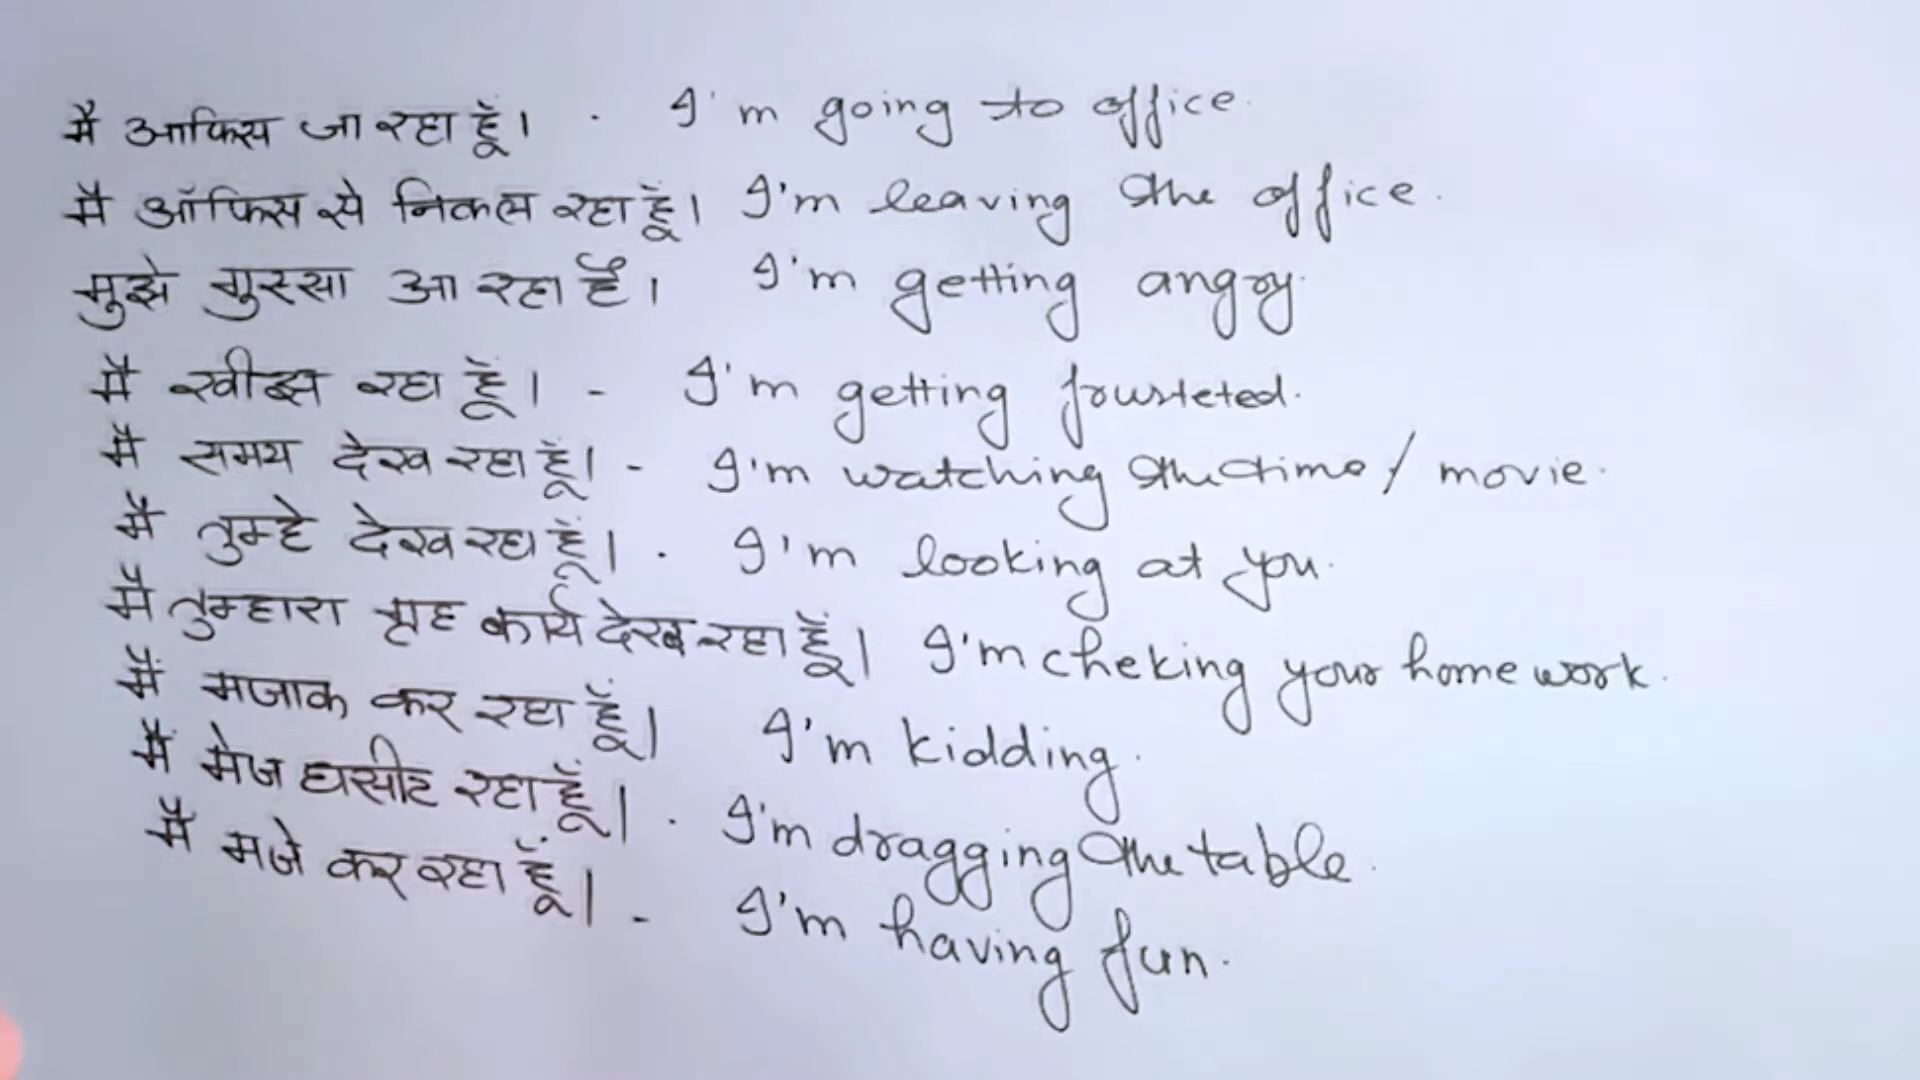 मै आफिस जा रहा हूँ। . I'm going to office.
मै ऑफिस से निकल रहा हूँ। I'm leaving the office.
मुझे गुस्सा आ रहा है। I'm getting angry.
मै खीझ रहा हूँ। - I'm getting frusteted.
मै समय देख रहा हूँ। - I'm watching the time / movie.
मै तुम्हे देख रहा हूँ। . I'm looking at you.
मै तुम्हारा गृह कार्य देख रहा हूँ। I'm cheking your home work.
मै मजाक कर रहा हूँ। I'm kidding.
मै मेज घसीट रहा हूँ। . I'm dragging the table.
मै मजे कर रहा हूँ। - I'm having fun.